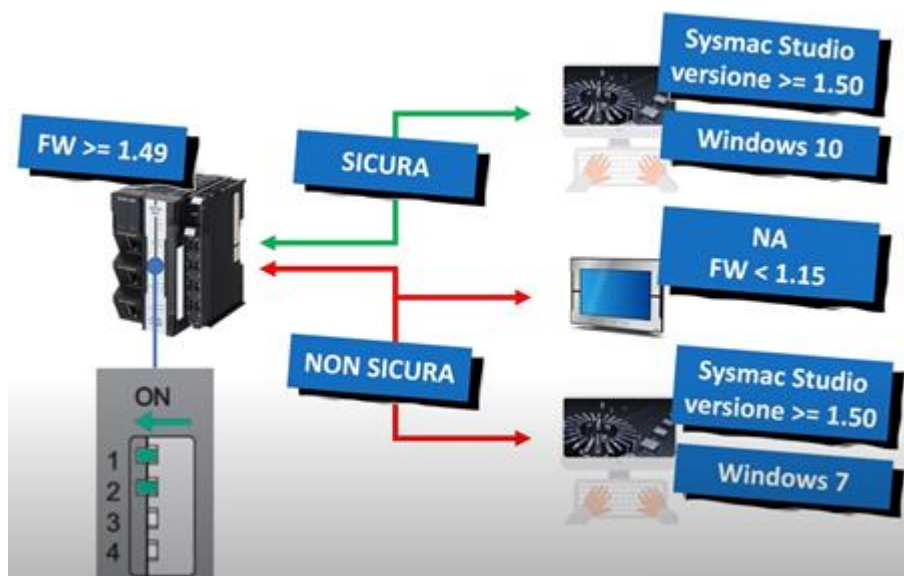 Sysmac Studio
versione >= 1.50
Windows 10
FW >= 1.49
SICURA
NA
FW < 1.15
NON SICURA
Sysmac Studio
versione >= 1.50
Windows 7
ON
1
2
3
4